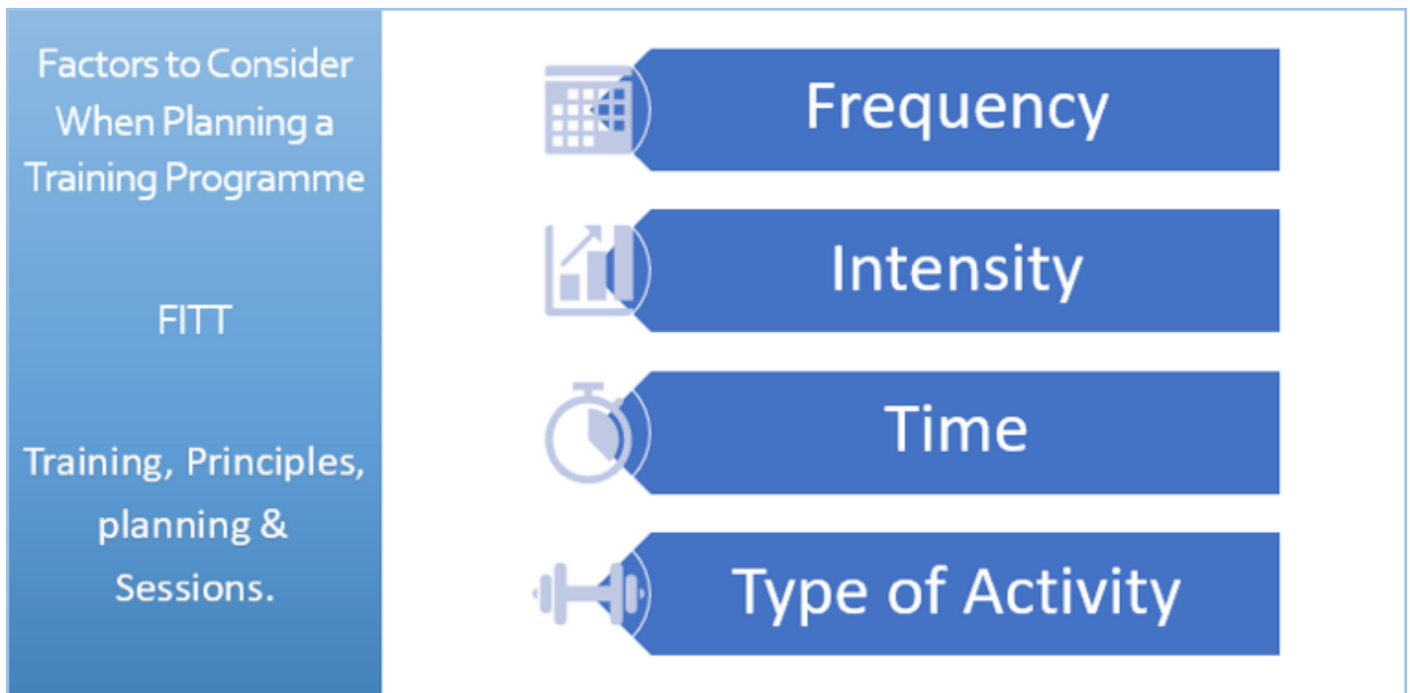 Factors to Consider
When Planning a
Training Programme
FITT
Training, Principles,
planning &
Sessions.
Frequency
Intensity
Time
Type of Activity